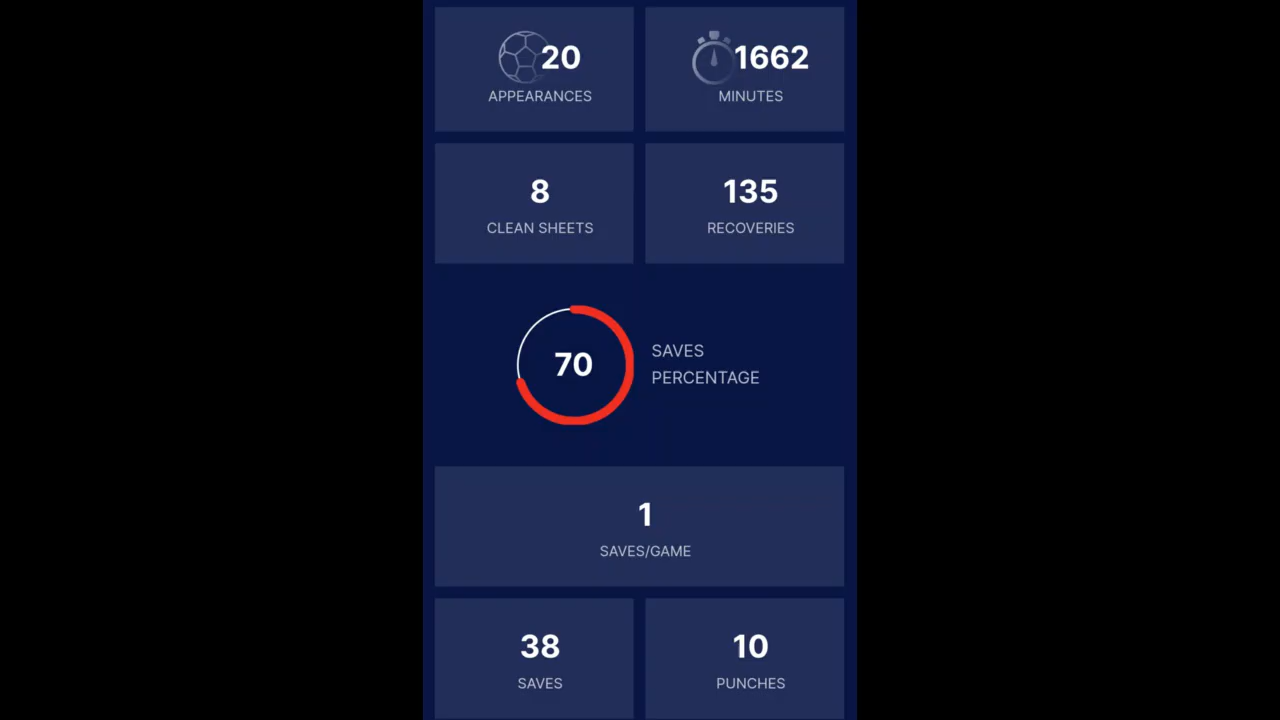 20
APPEARANCES
1662
MINUTES
8
CLEAN SHEETS
135
RECOVERIES
70
SAVES
PERCENTAGE
1
SAVES/GAME
38
SAVES
10
PUNCHES